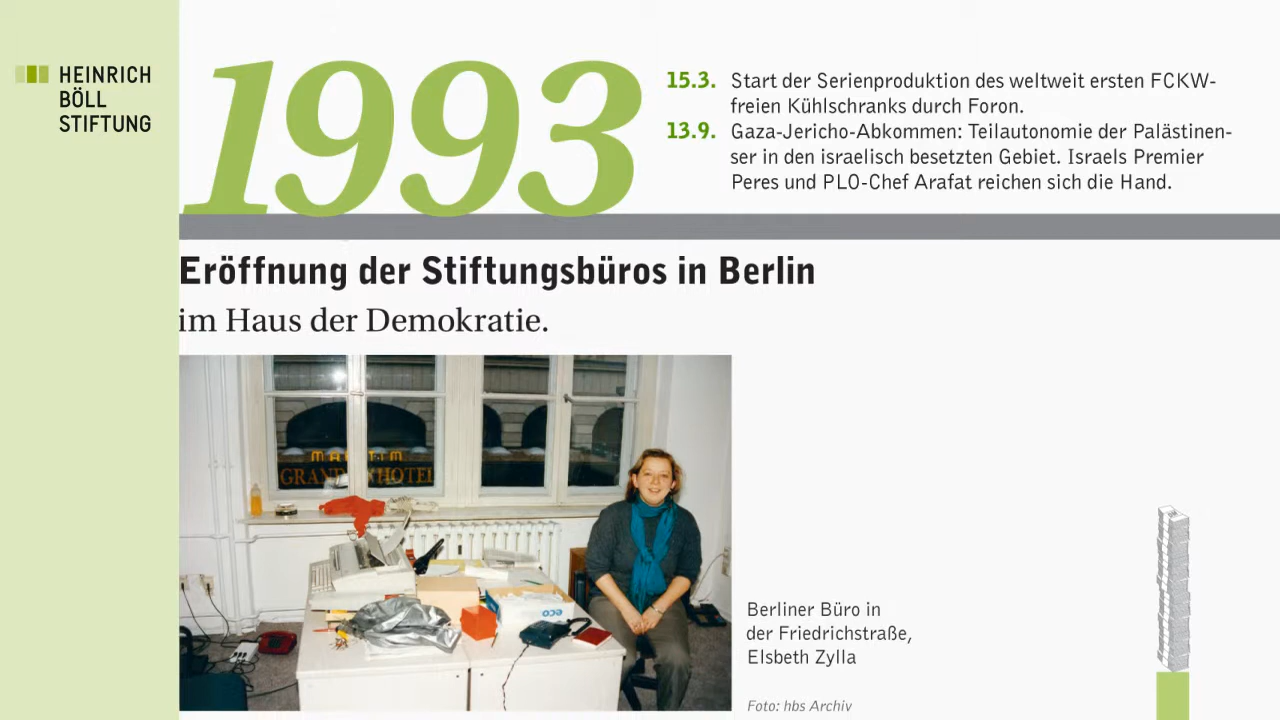 HEINRICH
BÖLL
STIFTUNG
1993
15.3. Start der Serienproduktion des weltweit ersten FCKW-
freien Kühlschranks durch Foron.
13.9. Gaza-Jericho-Abkommen: Teilautonomie der Palästinen-
ser in den israelisch besetzten Gebiet. Israels Premier
Peres und PLO-Chef Arafat reichen sich die Hand.
Eröffnung der Stiftungsbüros in Berlin
im Haus der Demokratie.
MARITIM
GRAND HOTEL
eco
Berliner Büro in
der Friedrichstraße,
Elsbeth Zylla
Foto: hbs Archiv